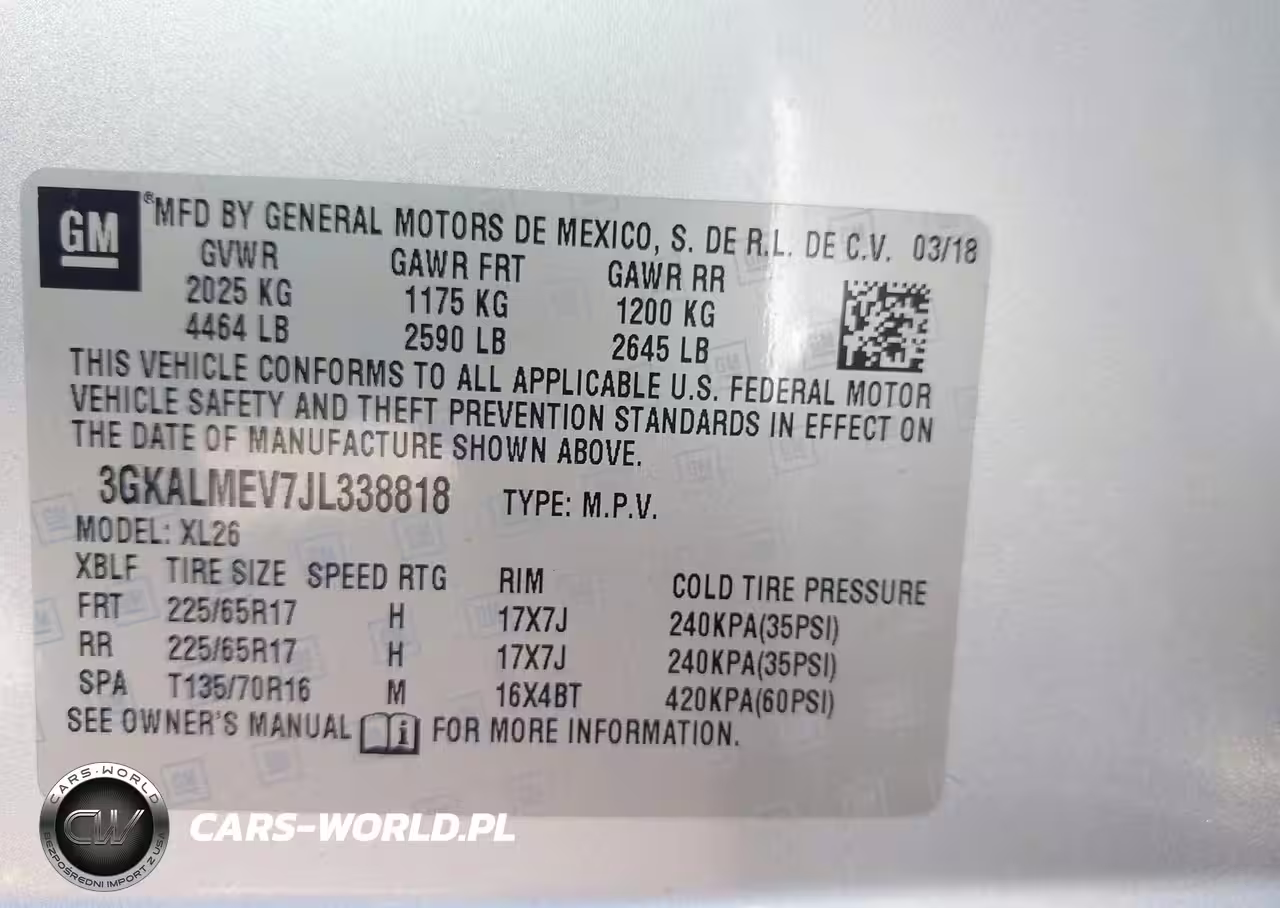 GM
®MFD BY GENERAL MOTORS DE MEXICO, S. DE R.L. DE C.V. 03/18
GVWR GAWR FRT GAWR RR
2025 KG 1175 KG 1200 KG
4464 LB 2590 LB 2645 LB
THIS VEHICLE CONFORMS TO ALL APPLICABLE U.S. FEDERAL MOTOR
VEHICLE SAFETY AND THEFT PREVENTION STANDARDS IN EFFECT ON
THE DATE OF MANUFACTURE SHOWN ABOVE.
3GKALMEV7JL338818 TYPE: M.P.V.
MODEL: XL26
XBLF TIRE SIZE SPEED RTG RIM COLD TIRE PRESSURE
FRT 225/65R17 H 17X7J 240KPA(35PSI)
RR 225/65R17 H 17X7J 240KPA(35PSI)
SPA T135/70R16 M 16X4BT 420KPA(60PSI)
SEE OWNER'S MANUAL i FOR MORE INFORMATION.
CARS-WORLD
CW
BEZPOŚREDNI IMPORT Z USA
CARS-WORLD.PL